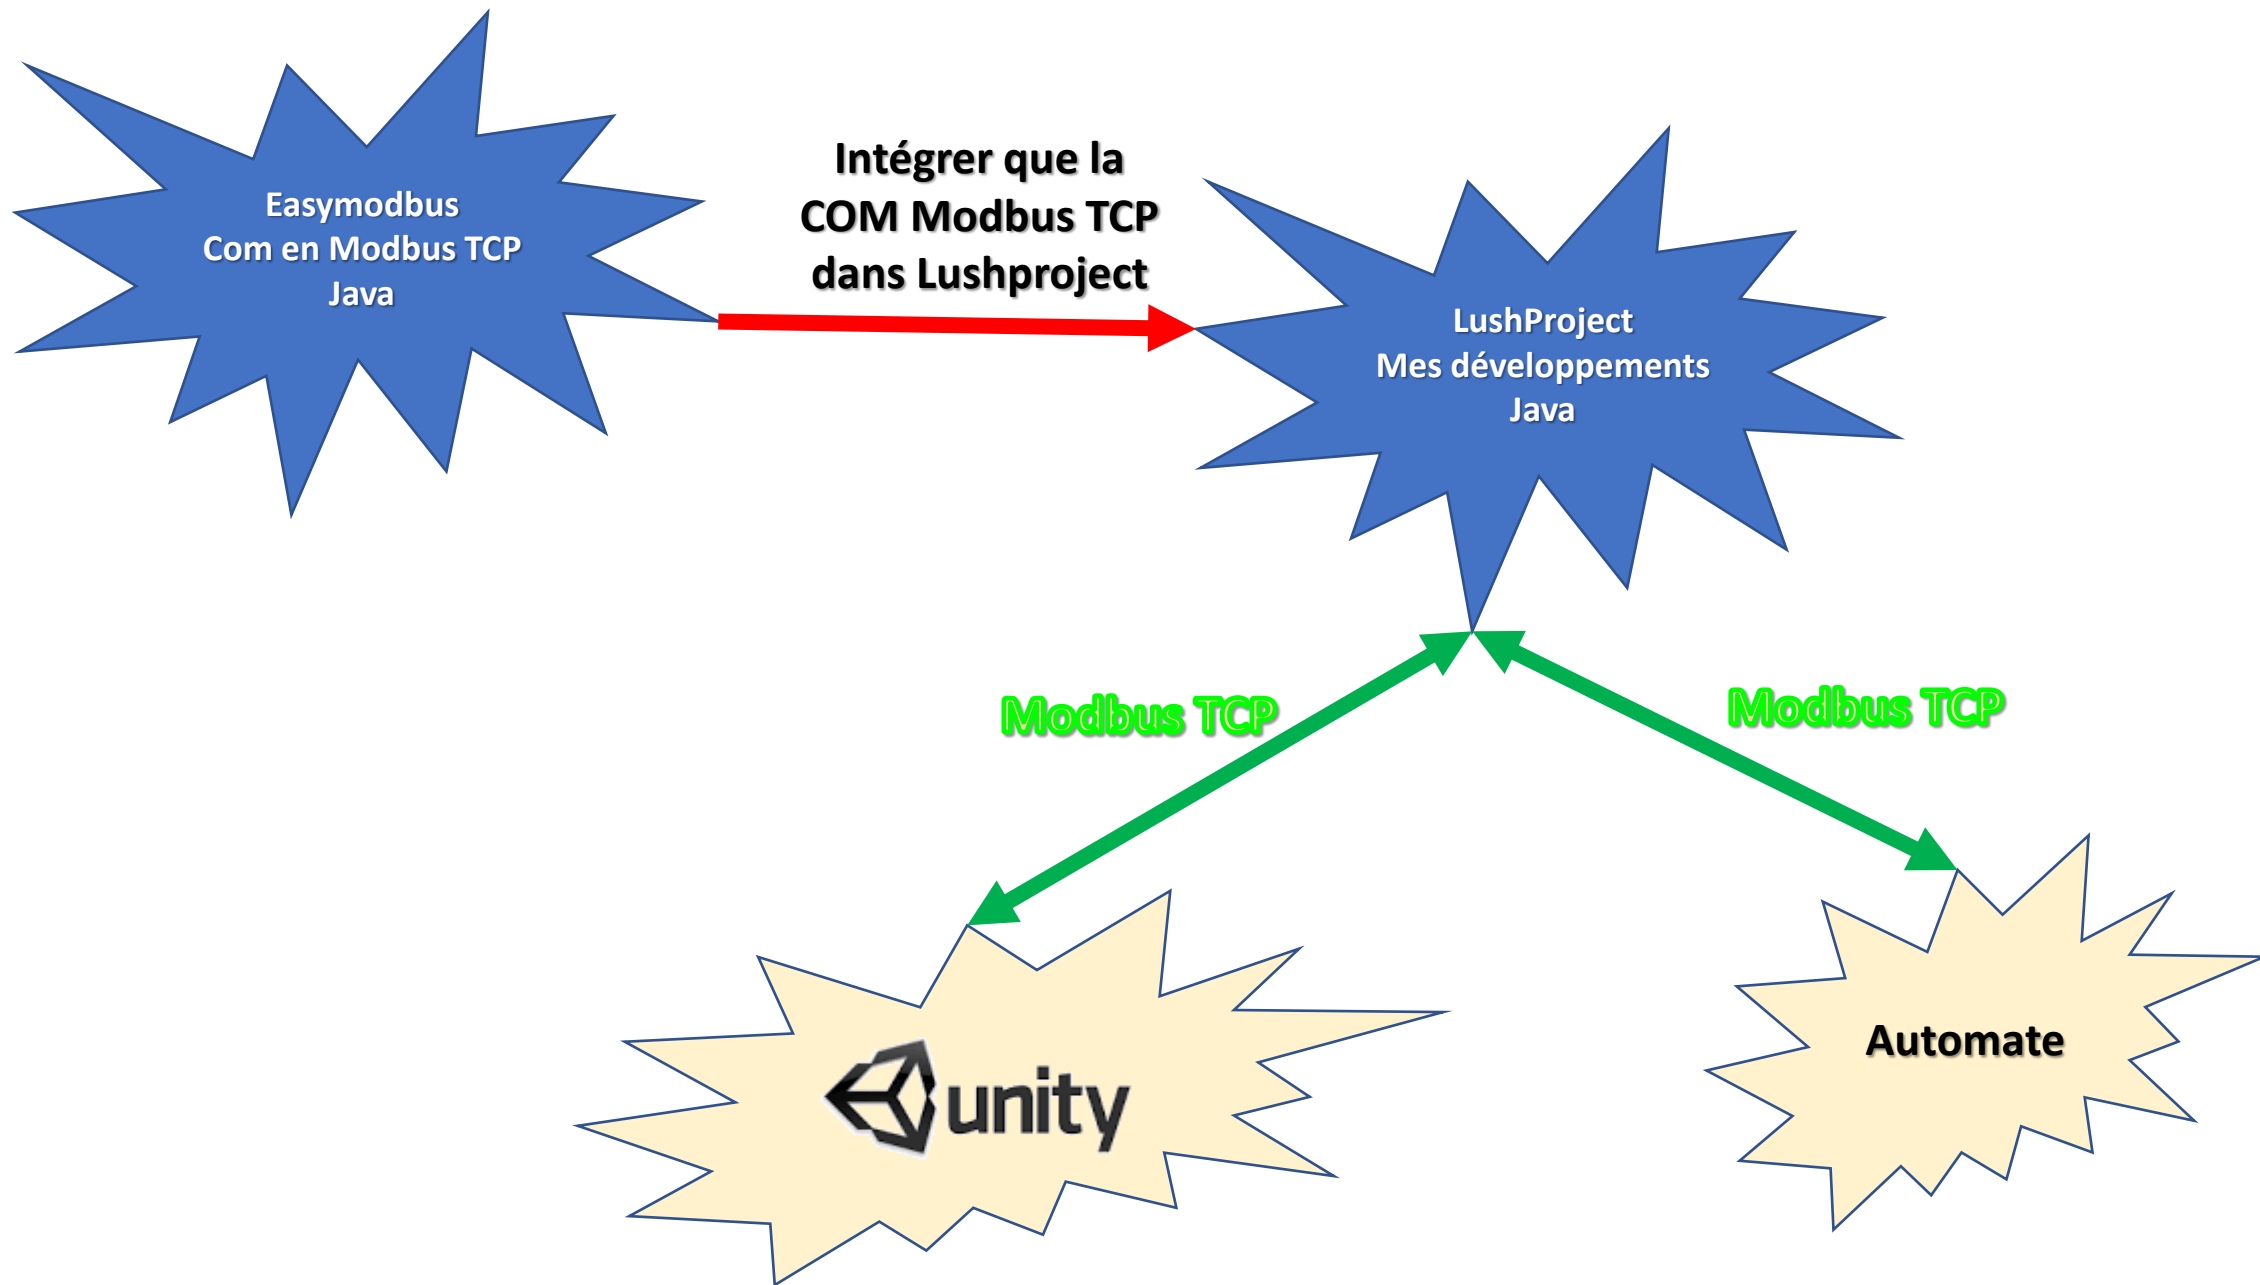 Easymodbus
Com en Modbus TCP
Java
Intégrer que la
COM Modbus TCP
dans Lushproject
LushProject
Mes développements
Java
Modbus TCP
Modbus TCP
unity
Automate